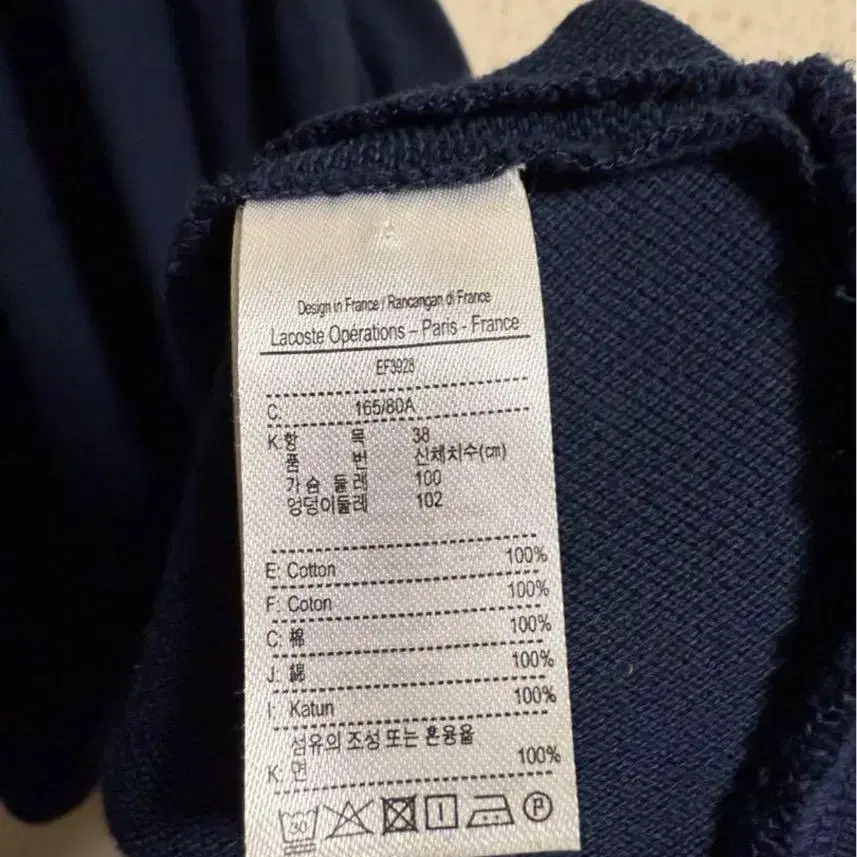 Design in France / Rancangan di France
Lacoste Opérations – Paris - France
EF3928
C: 165/80A
K: 항 목 38
품 번 신체치수(cm)
가 슴 둘 레 100
엉덩이둘레 102
E: Cotton 100%
F: Coton 100%
C: 棉 100%
J: 綿 100%
I: Katun 100%
섬유의 조성 또는 혼용율
K: 면 100%
30 P